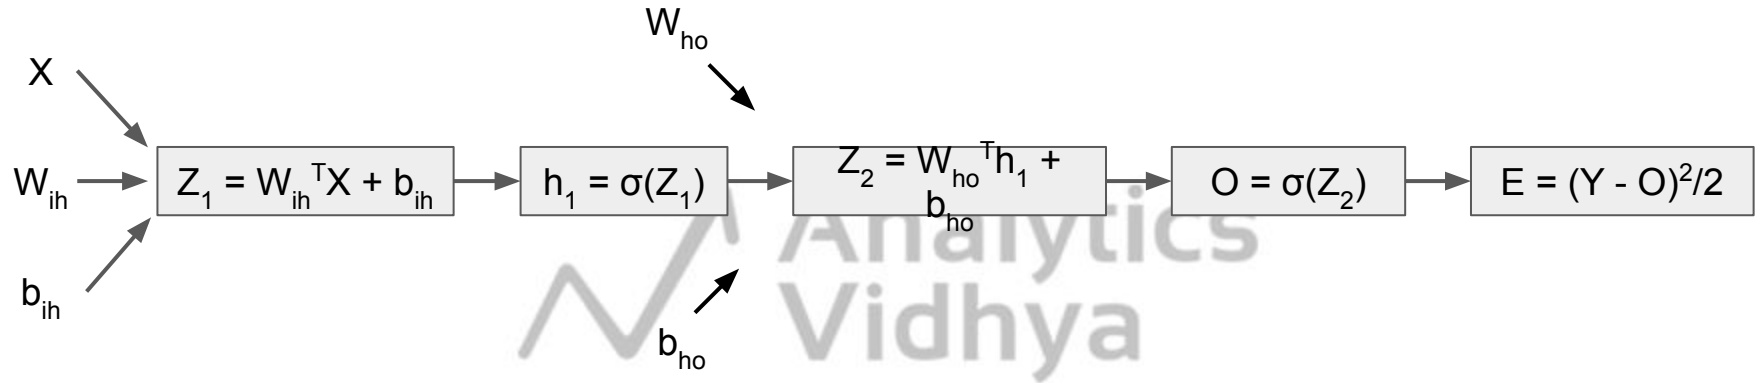 W_ho
X
W_ih
b_ih
Z_1 = W_ih^T X + b_ih
h_1 = σ(Z_1)
Z_2 = W_ho^T h_1 +
b_ho
O = σ(Z_2)
E = (Y - O)^2/2
b_ho
Analytics
Vidhya